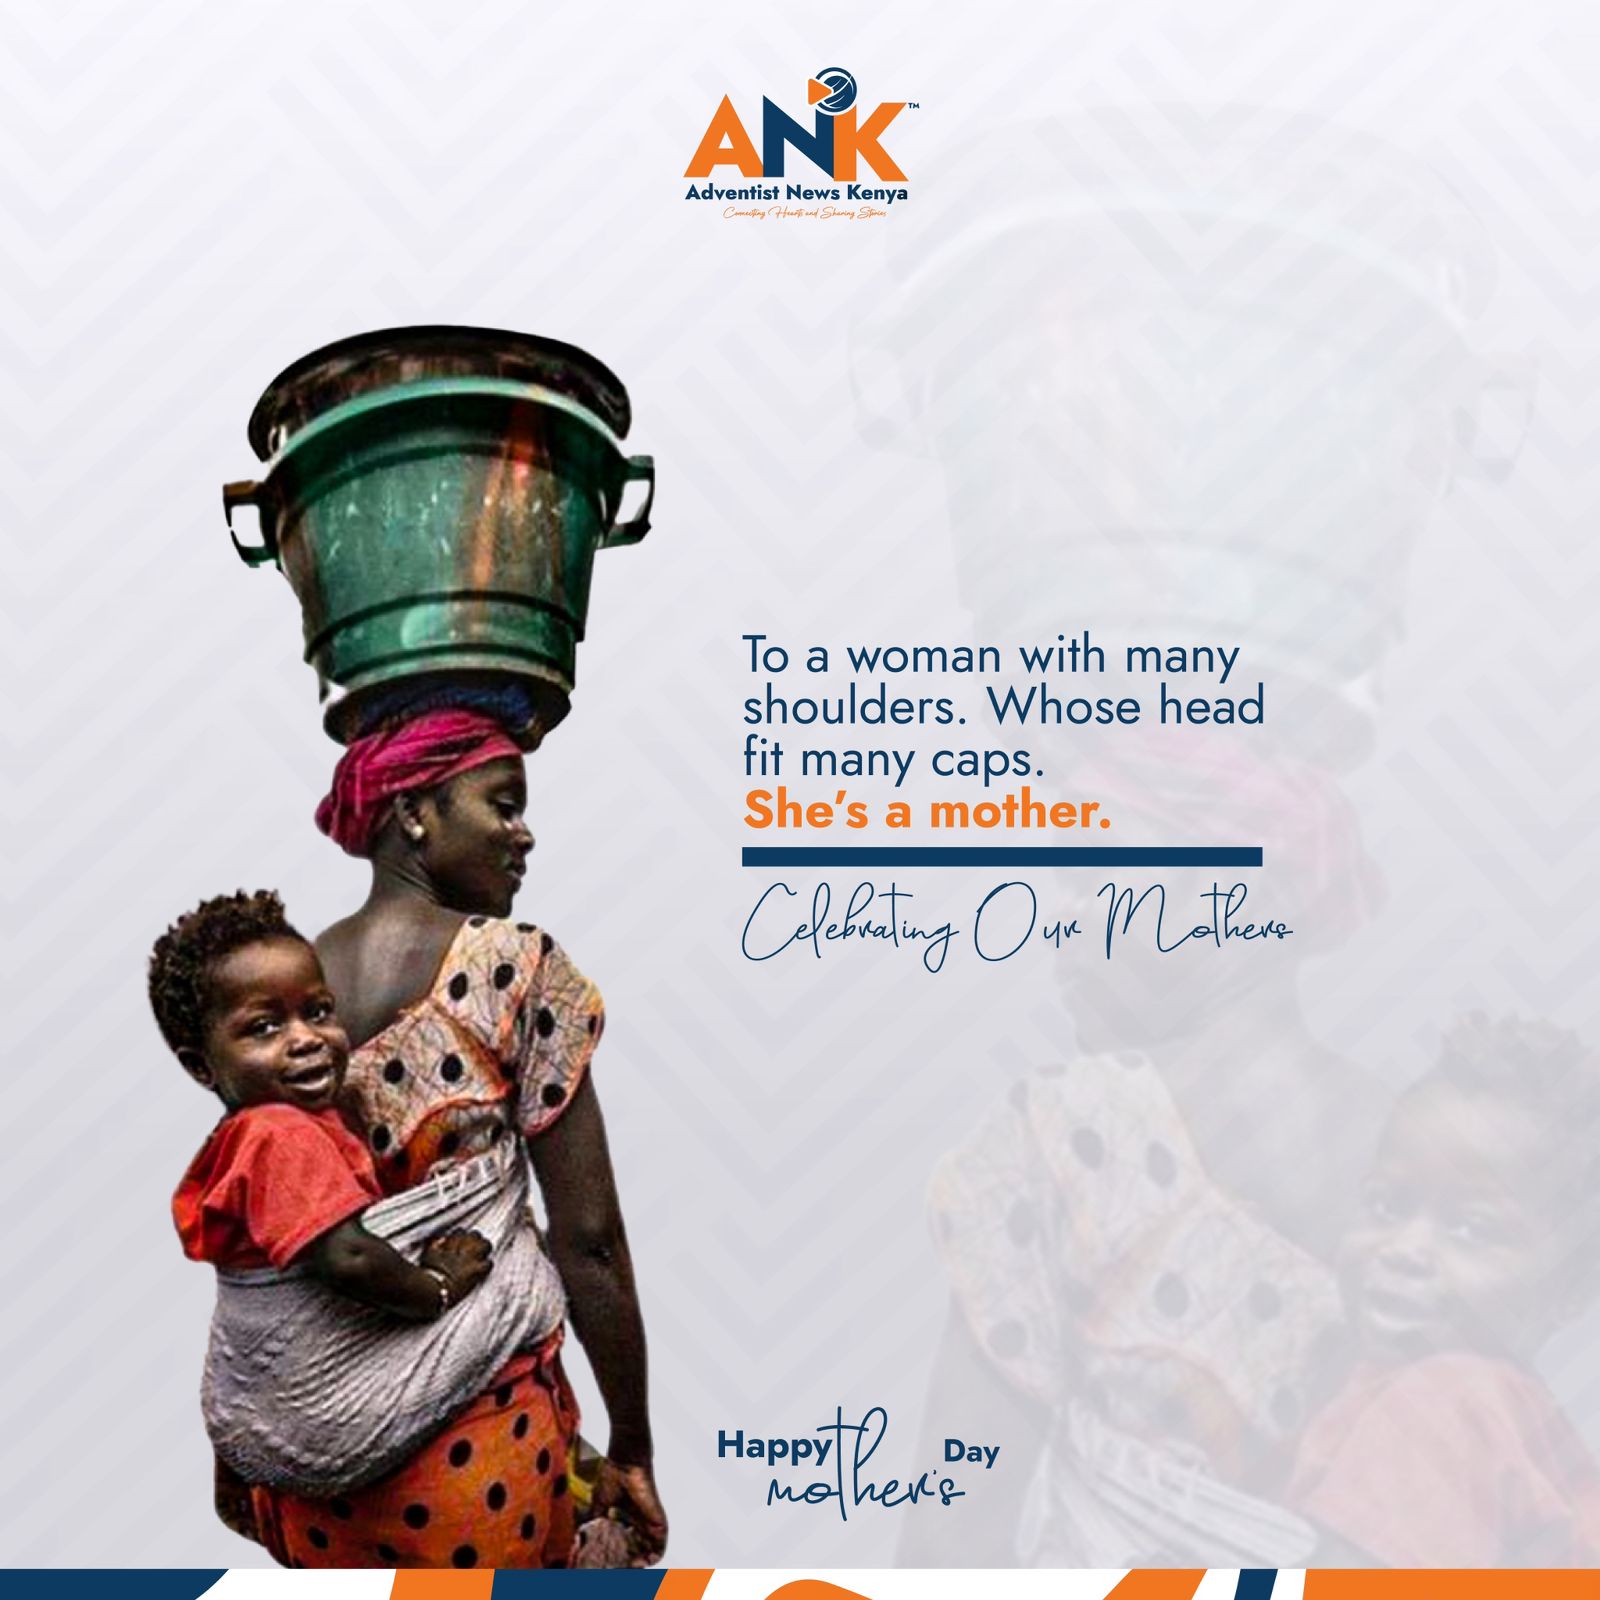 ANK™
Adventist News Kenya
Connecting Hearts and Sharing Stories
To a woman with many
shoulders. Whose head
fit many caps.
She's a mother.
Celebrating Our Mothers
Happy mother's Day